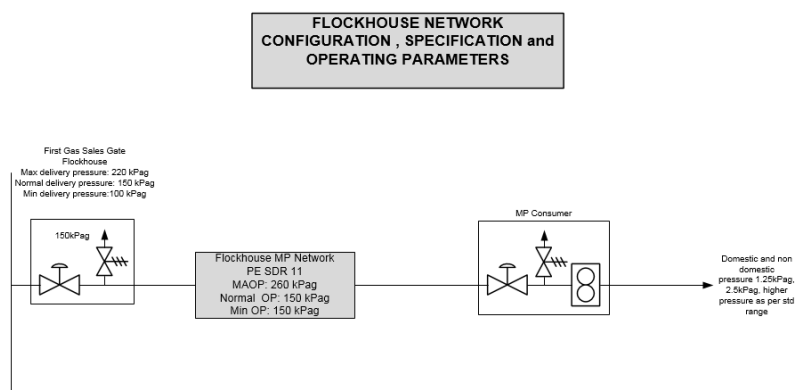 FLOCKHOUSE NETWORK
CONFIGURATION , SPECIFICATION and
OPERATING PARAMETERS
First Gas Sales Gate
Flockhouse
Max delivery pressure: 220 kPag
Normal delivery pressure: 150 kPag
Min delivery pressure:100 kPag
150kPag
Flockhouse MP Network
PE SDR 11
MAOP: 260 kPag
Normal OP: 150 kPag
Min OP: 150 kPag
MP Consumer
Domestic and non
domestic
pressure 1.25kPag,
2.5kPag, higher
pressure as per std
range